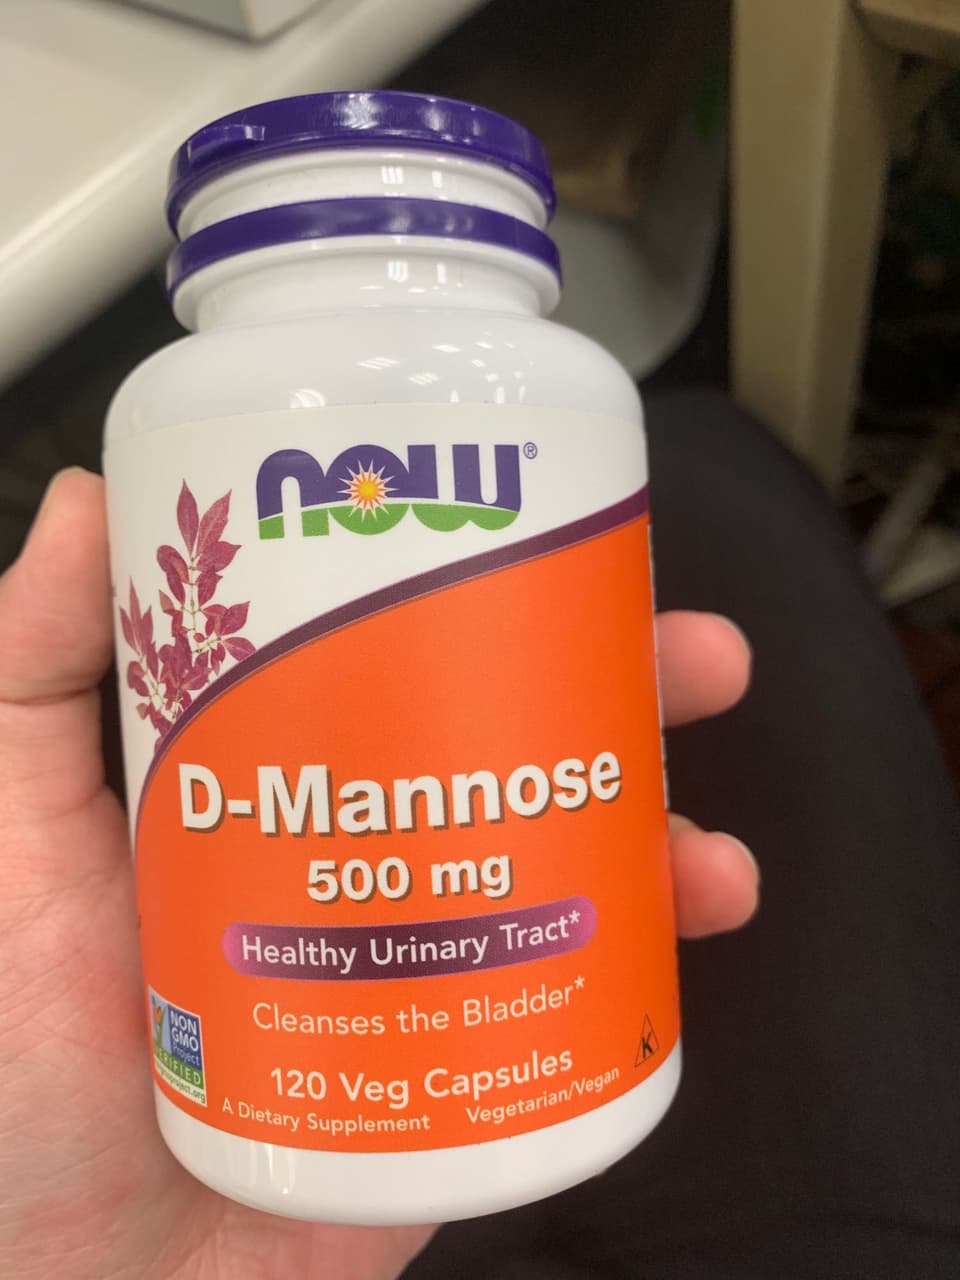 now®
D-Mannose
500 mg
Healthy Urinary Tract*
Cleanses the Bladder*
120 Veg Capsules
A Dietary Supplement
Vegetarian/Vegan
K
NON
GMO
Project
VERIFIED